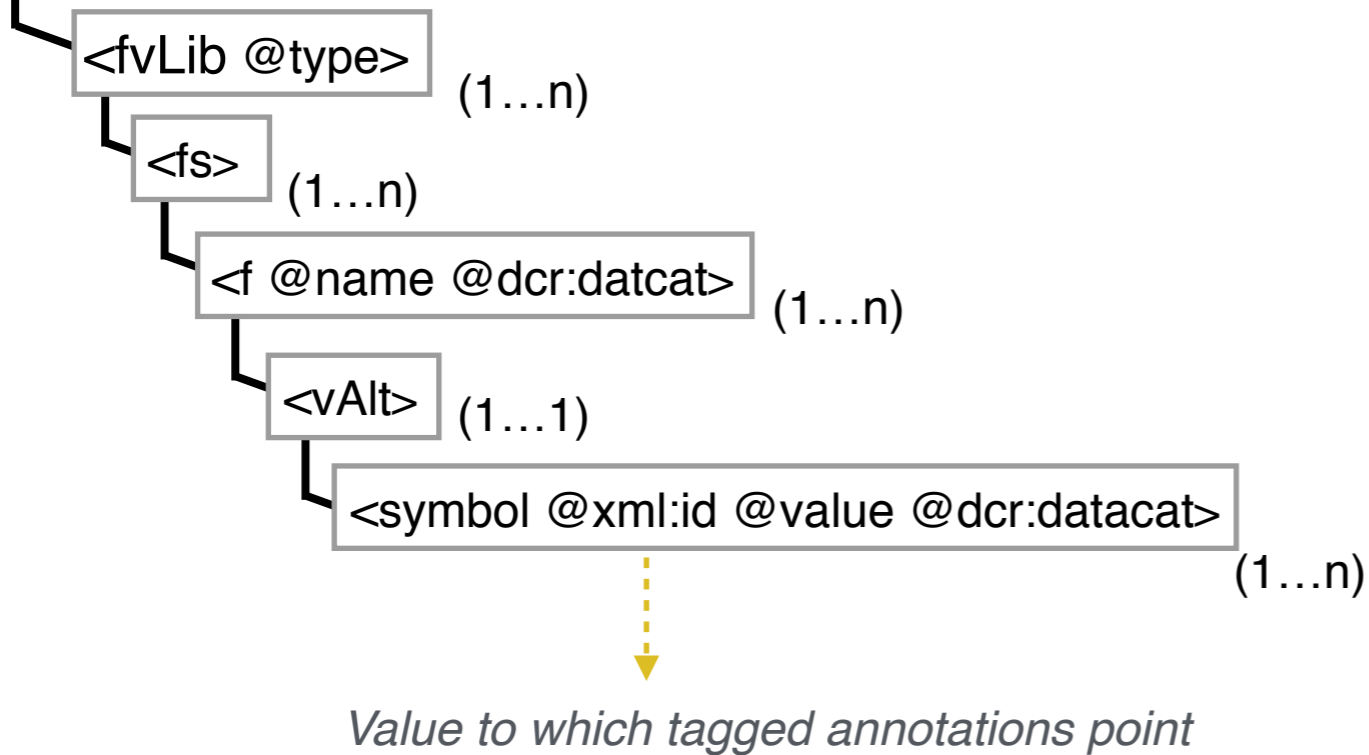 <fvLib @type>
(1…n)
<fs>
(1…n)
<f @name @dcr:datcat>
(1…n)
<vAlt>
(1…1)
<symbol @xml:id @value @dcr:datacat>
(1…n)
Value to which tagged annotations point